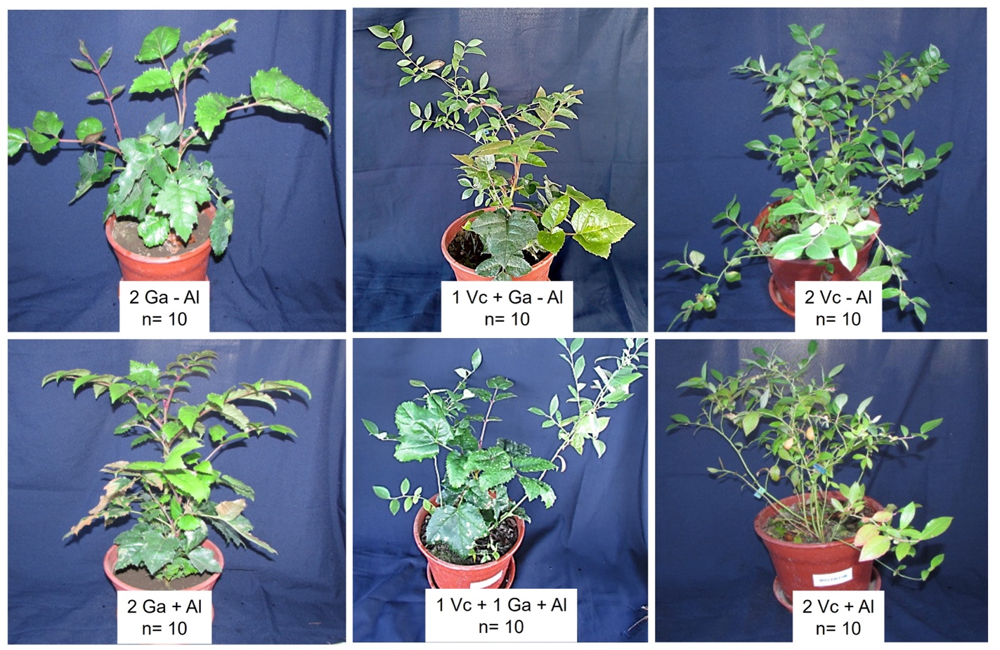 2 Ga - Al
n= 10
1 Vc + Ga - Al
n= 10
2 Vc - Al
n= 10
2 Ga + Al
n= 10
1 Vc + 1 Ga + Al
n= 10
2 Vc + Al
n= 10